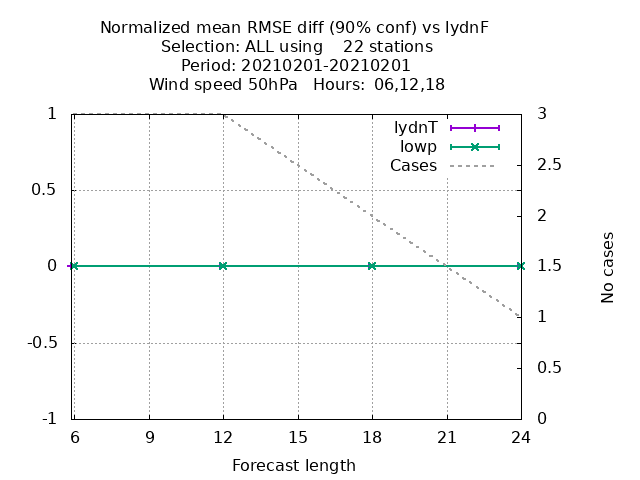 Normalized mean RMSE diff (90% conf) vs lydnF
Selection: ALL using    22 stations
Period: 20210201-20210201
Wind speed 50hPa   Hours: 06,12,18
lydnT
lowp
Cases
1
0.5
0
-0.5
-1
3
2.5
2
1.5
1
0.5
0
No cases
6 9 12 15 18 21 24
Forecast length